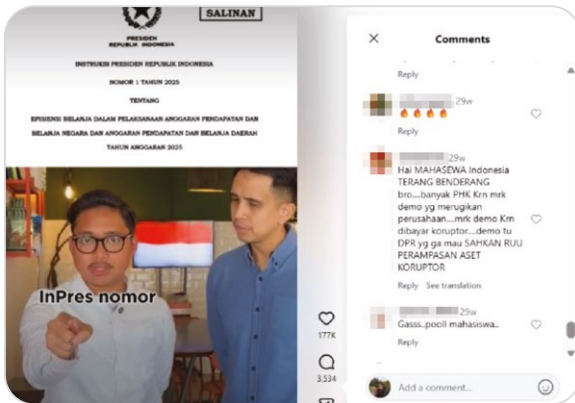 SALINAN
PRESIDEN
REPUBLIK INDONESIA
INSTRUKSI PRESIDEN REPUBLIK INDONESIA
NOMOR 1 TAHUN 2025
TENTANG
EFISIENSI BELANJA DALAM PELAKSANAAN ANGGARAN PENDAPATAN DAN
BELANJA NEGARA DAN ANGGARAN PENDAPATAN DAN BELANJA DAERAH
TAHUN ANGGARAN 2025
InPres nomor
177K
3,534
Comments
Reply
29w
Reply
29w
Hai MAHASEWA Indonesia
TERANG BENDERANG
bro....banyak PHK Krn mrk
demo yg merugikan
perusahaan....mrk demo Krn
dibayar koruptor....demo tu
DPR yg ga mau SAHKAN RUU
PERAMPASAN ASET
KORUPTOR
Reply See translation
29w
Gasss..pooll mahasiswa..
Reply
Add a comment...